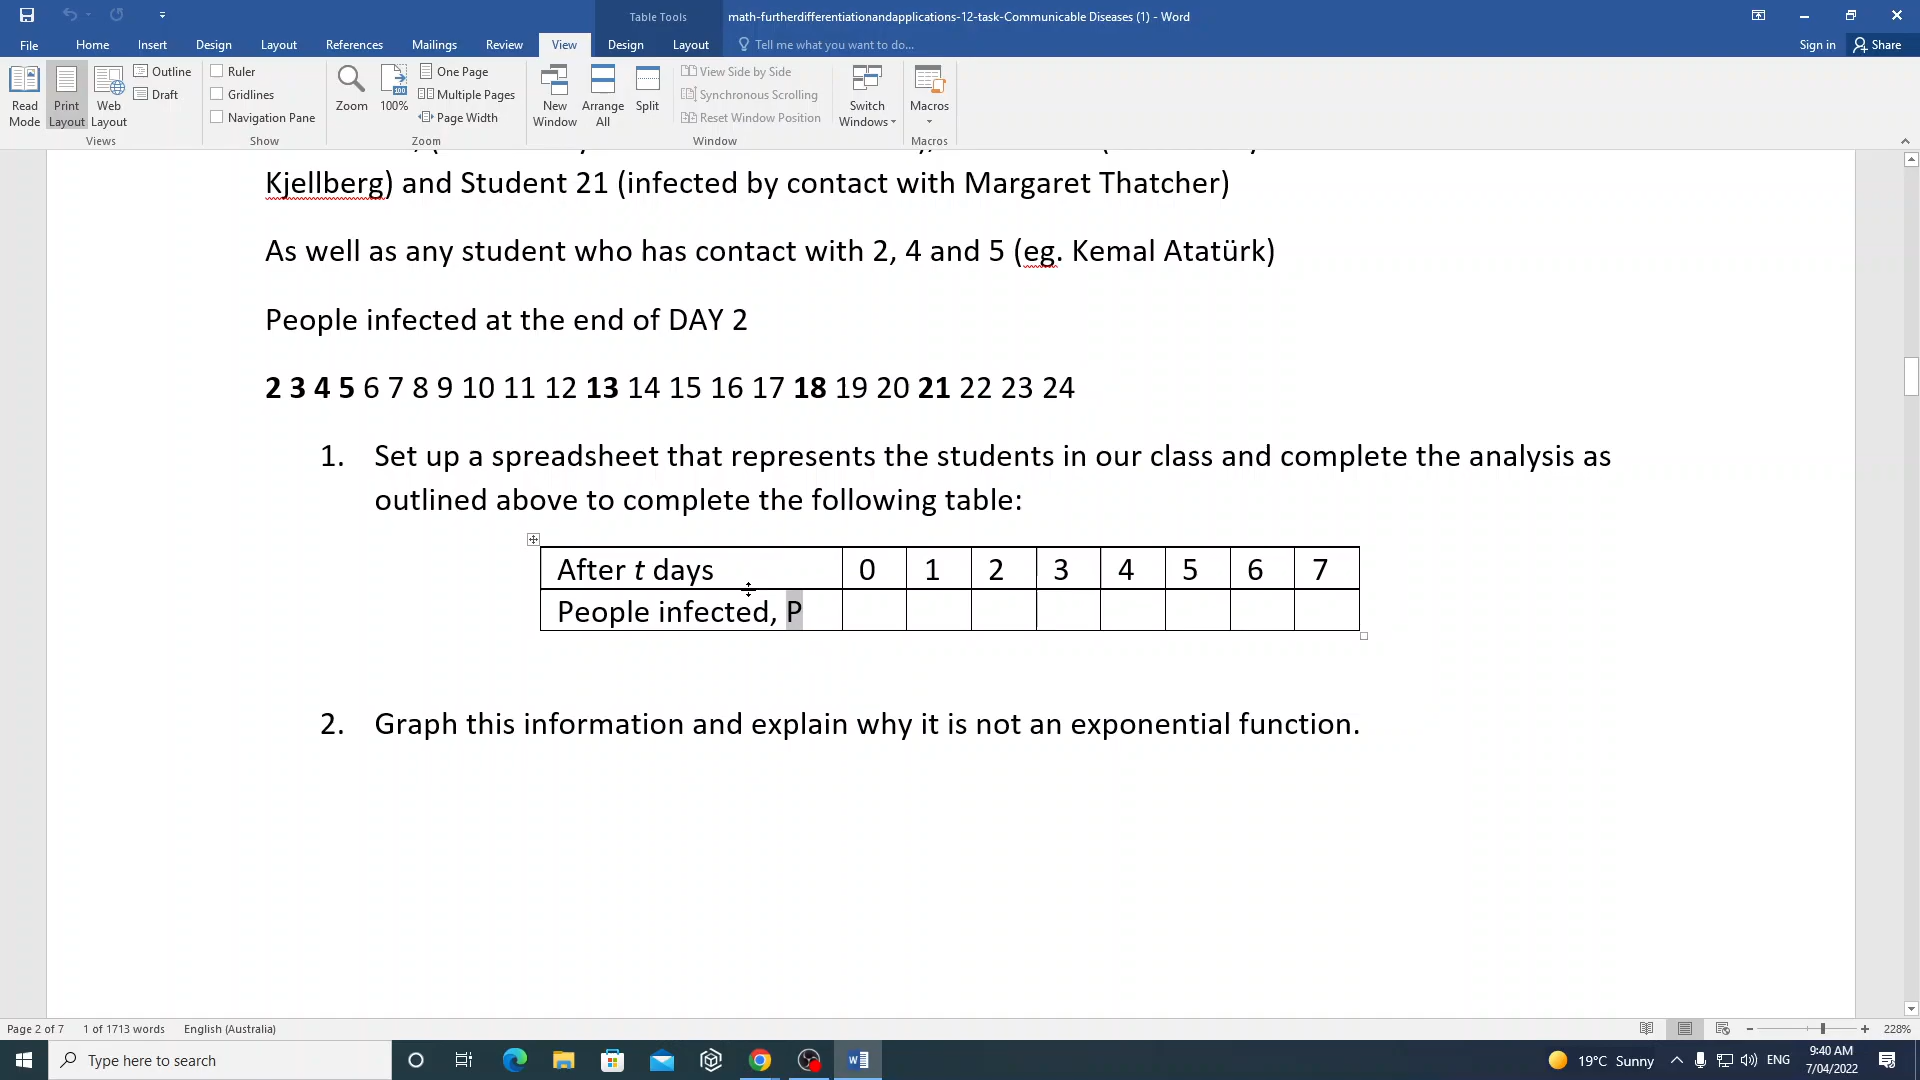 Table Tools
math-furtherdifferentiationandapplications-12-task-Communicable Diseases (1) - Word
File Home Insert Design Layout References Mailings Review View Design Layout Tell me what you want to do... Sign in Share
Read Mode
Print Layout
Web Layout
Outline
Draft
Views
Ruler
Gridlines
Navigation Pane
Show
Zoom
100%
One Page
Multiple Pages
Page Width
Zoom
New Window
Arrange All
Split
View Side by Side
Synchronous Scrolling
Reset Window Position
Window
Switch Windows
Macros
Macros
Kjellberg) and Student 21 (infected by contact with Margaret Thatcher)
As well as any student who has contact with 2, 4 and 5 (eg. Kemal Atatürk)
People infected at the end of DAY 2
2 3 4 5 6 7 8 9 10 11 12 13 14 15 16 17 18 19 20 21 22 23 24
1. Set up a spreadsheet that represents the students in our class and complete the analysis as
outlined above to complete the following table:
After t days 0 1 2 3 4 5 6 7
People infected, P
2. Graph this information and explain why it is not an exponential function.
Page 2 of 7 1 of 1713 words English (Australia) 228%
Type here to search
19°C Sunny ENG
9:40 AM
7/04/2022